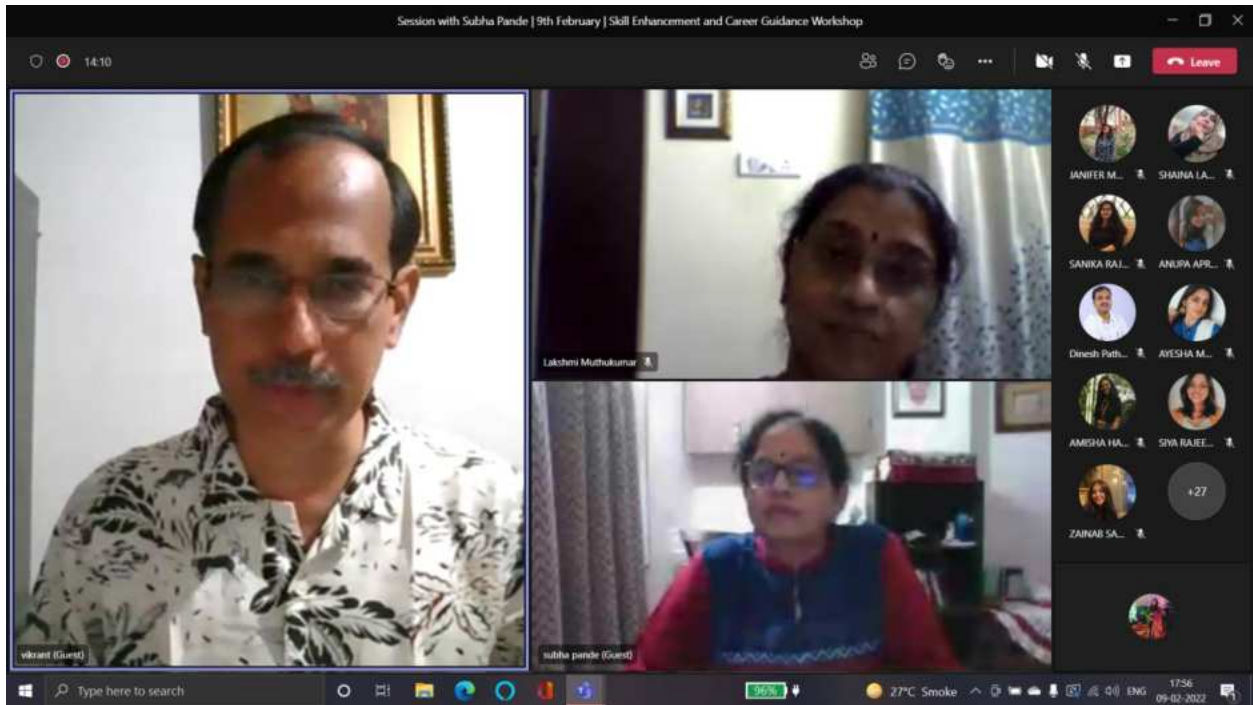 Session with Subha Pande | 9th February | Skill Enhancement and Career Guidance Workshop
14:10
Leave
JANIFER M...
SHAINA LA...
SANIKA RAJ...
ANUPA APR...
Dinesh Path...
AYESHA M...
AMISHA HA...
SIYA RAJEE...
ZAINAB SA...
+27
Lakshmi Muthukumar
vikrant (Guest)
subha pande (Guest)
Type here to search
96%
27°C Smoke
ENG
17:56
09-02-2022
1